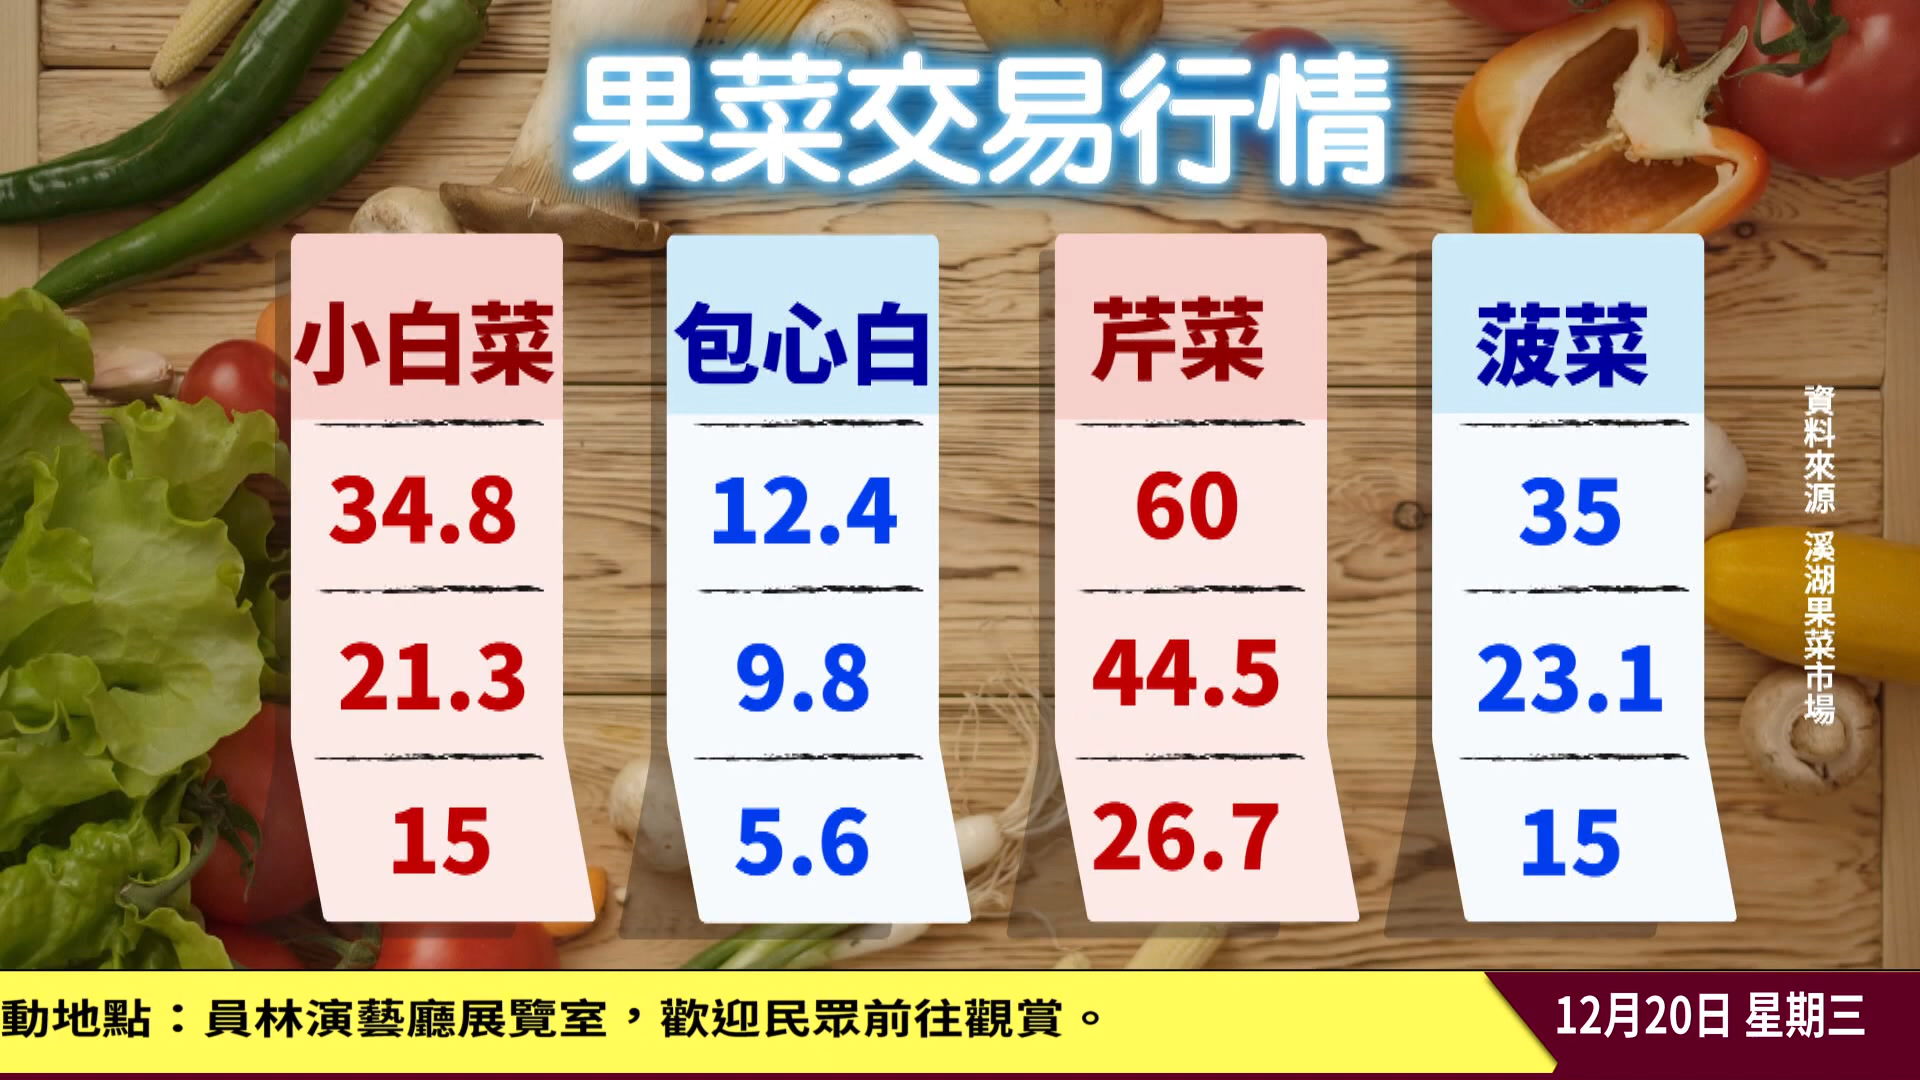 果菜交易行情
小白菜 包心白 芹菜 菠菜
34.8 12.4 60 35
21.3 9.8 44.5 23.1
15 5.6 26.7 15
資料來源 溪湖果菜市場
動地點：員林演藝廳展覽室，歡迎民眾前往觀賞。
12月20日 星期三